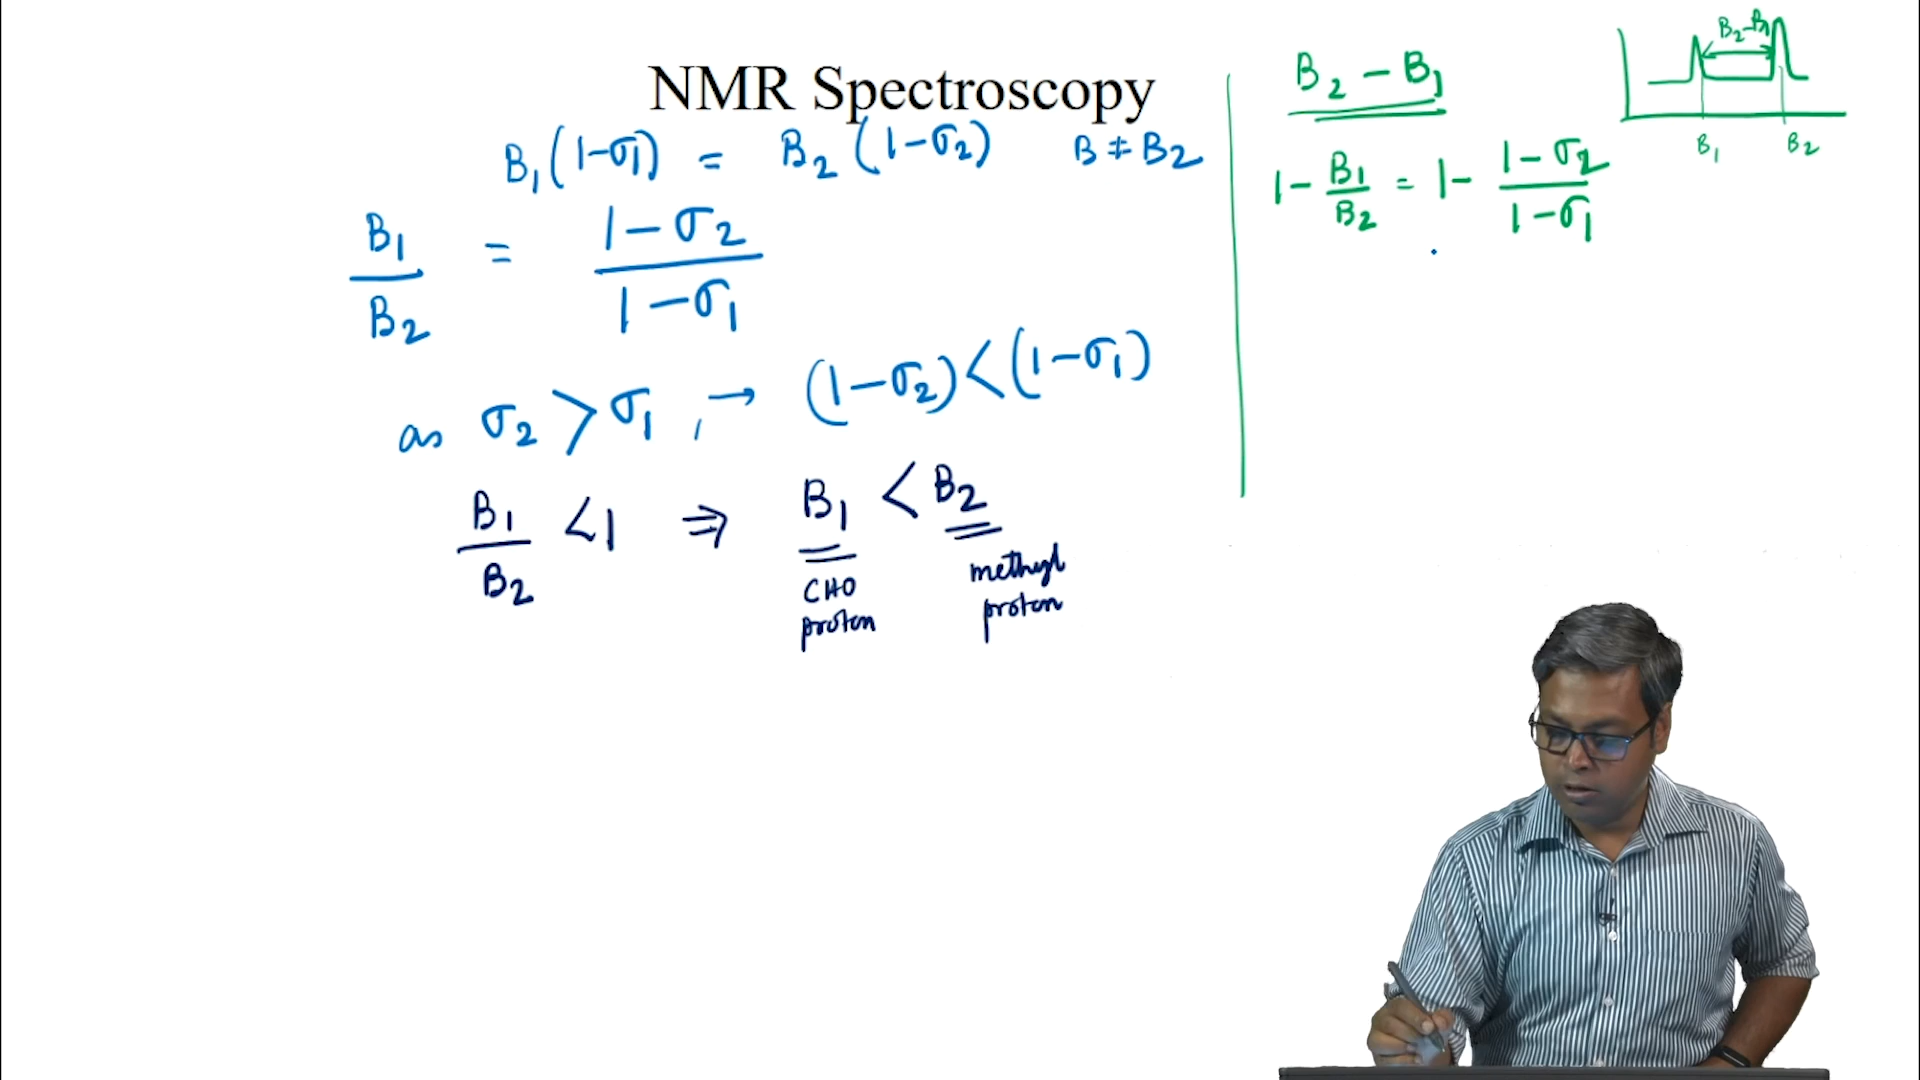 NMR Spectroscopy
B₁(1-σ₁) = B₂(1-σ₂) B ≠ B₂
B₁/B₂ = (1-σ₂)/(1-σ₁)
as σ₂ > σ₁, → (1-σ₂) < (1-σ₁)
B₁/B₂ < 1 ⇒ B₁ < B₂
CHO proton
methyl proton
B₂ - B₁
1 - B₁/B₂ = 1 - (1-σ₂)/(1-σ₁)
B₂-B₁
B₁ B₂